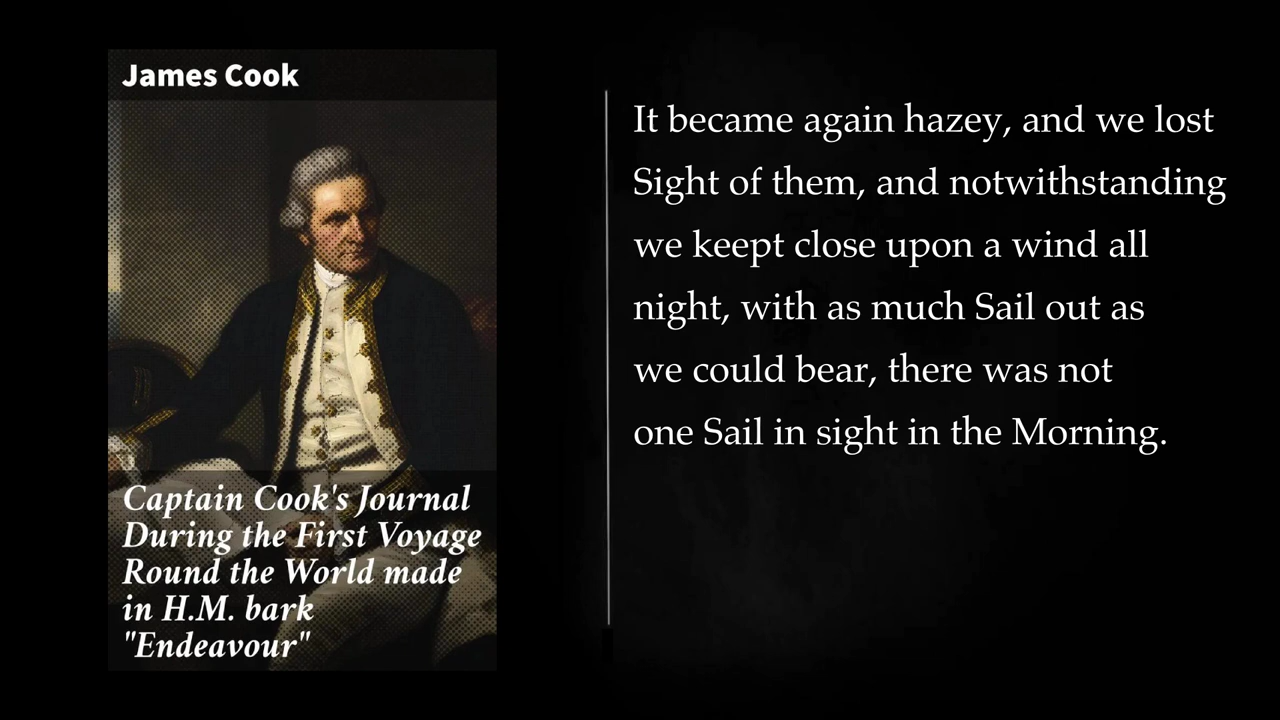 James Cook
Captain Cook's Journal
During the First Voyage
Round the World made
in H.M. bark
"Endeavour"
It became again hazey, and we lost
Sight of them, and notwithstanding
we keept close upon a wind all
night, with as much Sail out as
we could bear, there was not
one Sail in sight in the Morning.